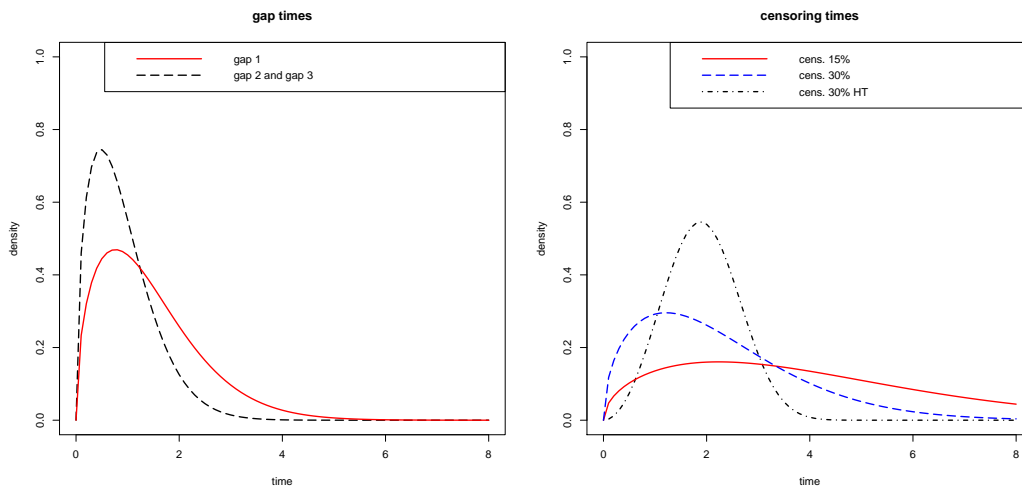 gap times
gap 1
gap 2 and gap 3
density
0.0 0.2 0.4 0.6 0.8 1.0
0 2 4 6 8
time
censoring times
cens. 15%
cens. 30%
cens. 30% HT
density
0.0 0.2 0.4 0.6 0.8 1.0
0 2 4 6 8
time